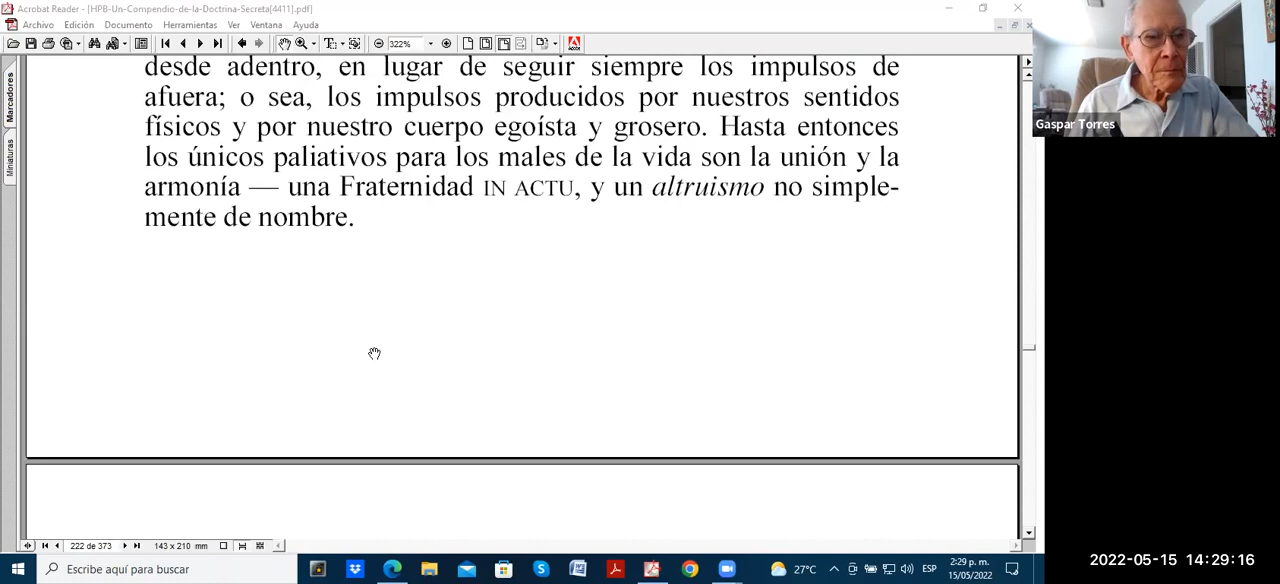 Acrobat Reader - [HPB-Un-Compendio-de-la-Doctrina-Secreta[4411].pdf]
Archivo Edición Documento Herramientas Ver Ventana Ayuda
322%
Marcadores
Miniaturas
desde adentro, en lugar de seguir siempre los impulsos de
afuera; o sea, los impulsos producidos por nuestros sentidos
físicos y por nuestro cuerpo egoísta y grosero. Hasta entonces
los únicos paliativos para los males de la vida son la unión y la
armonía — una Fraternidad IN ACTU, y un altruismo no simple-
mente de nombre.
Gaspar Torres
222 de 373
143 x 210 mm
Escribe aquí para buscar
27°C
ESP
2:29 p. m.
15/05/2022
2022-05-15 14:29:16